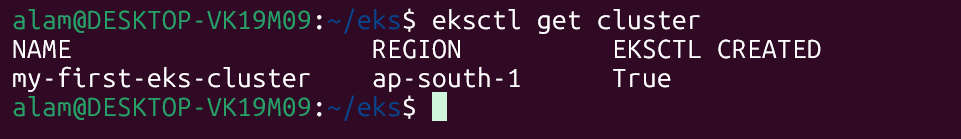 alam@DESKTOP-VK19M09:~/eks$ eksctl get cluster
NAME                    REGION          EKSCTL CREATED
my-first-eks-cluster    ap-south-1      True
alam@DESKTOP-VK19M09:~/eks$